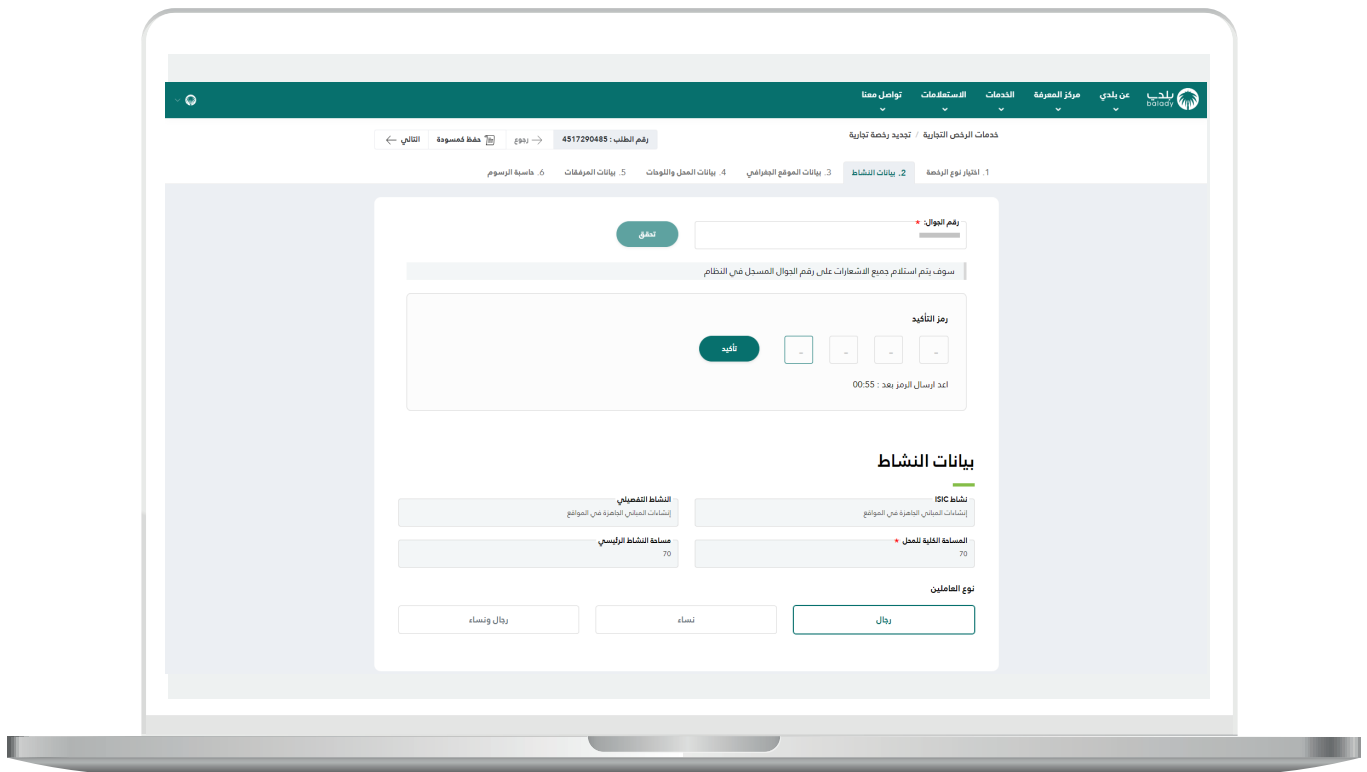 بلدي balady عن بلدي مركز المعرفة الخدمات الاستعلامات تواصل معنا
خدمات الرخص التجارية / تجديد رخصة تجارية رقم الطلب : 4517290485 رجوع حفظ كمسودة التالي
1. اختيار نوع الرخصة 2. بيانات النشاط 3. بيانات الموقع الجغرافي 4. بيانات المحل واللوحات 5. بيانات المرفقات 6. حاسبة الرسوم
رقم الجوال: *
تحقق
سوف يتم استلام جميع الاشعارات على رقم الجوال المسجل في النظام
رمز التأكيد
- - - - تأكيد
اعد ارسال الرمز بعد : 00:55
بيانات النشاط
نشاط ISIC النشاط التفصيلي
إنشاءات المباني الجاهزة في المواقع إنشاءات المباني الجاهزة في المواقع
المساحة الكلية للمحل * مساحة النشاط الرئيسي
70 70
نوع العاملين
رجال نساء رجال ونساء